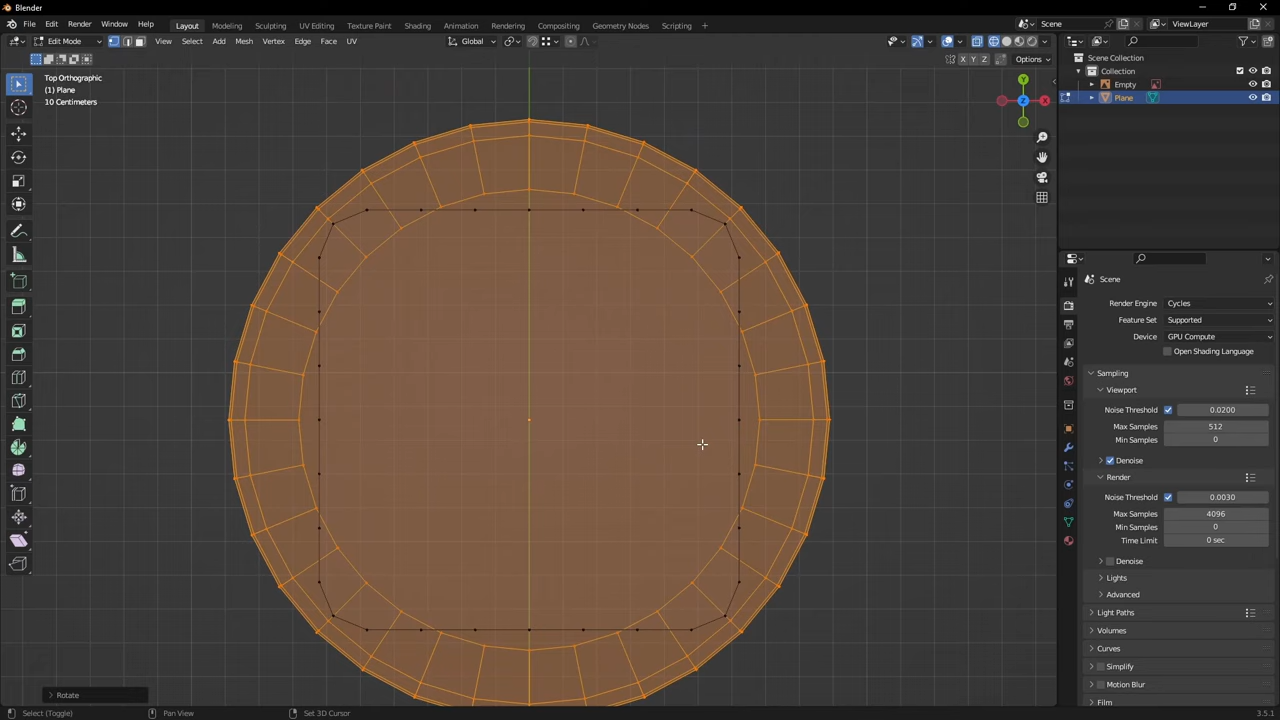 Blender
File Edit Render Window Help
Layout Modeling Sculpting UV Editing Texture Paint Shading Animation Rendering Compositing Geometry Nodes Scripting +
Scene
ViewLayer
Edit Mode View Select Add Mesh Vertex Edge Face UV
Global
X Y Z Options
Top Orthographic
(1) Plane
10 Centimeters
Y
Z
X
Rotate
Scene Collection
Collection
Empty
Plane
Scene
Render Engine Cycles
Feature Set Supported
Device GPU Compute
Open Shading Language
Sampling
Viewport
Noise Threshold 0.0200
Max Samples 512
Min Samples 0
Denoise
Render
Noise Threshold 0.0030
Max Samples 4096
Min Samples 0
Time Limit 0 sec
Denoise
Lights
Advanced
Light Paths
Volumes
Curves
Simplify
Motion Blur
Film
Select (Toggle) Pan View Set 3D Cursor
3.5.1